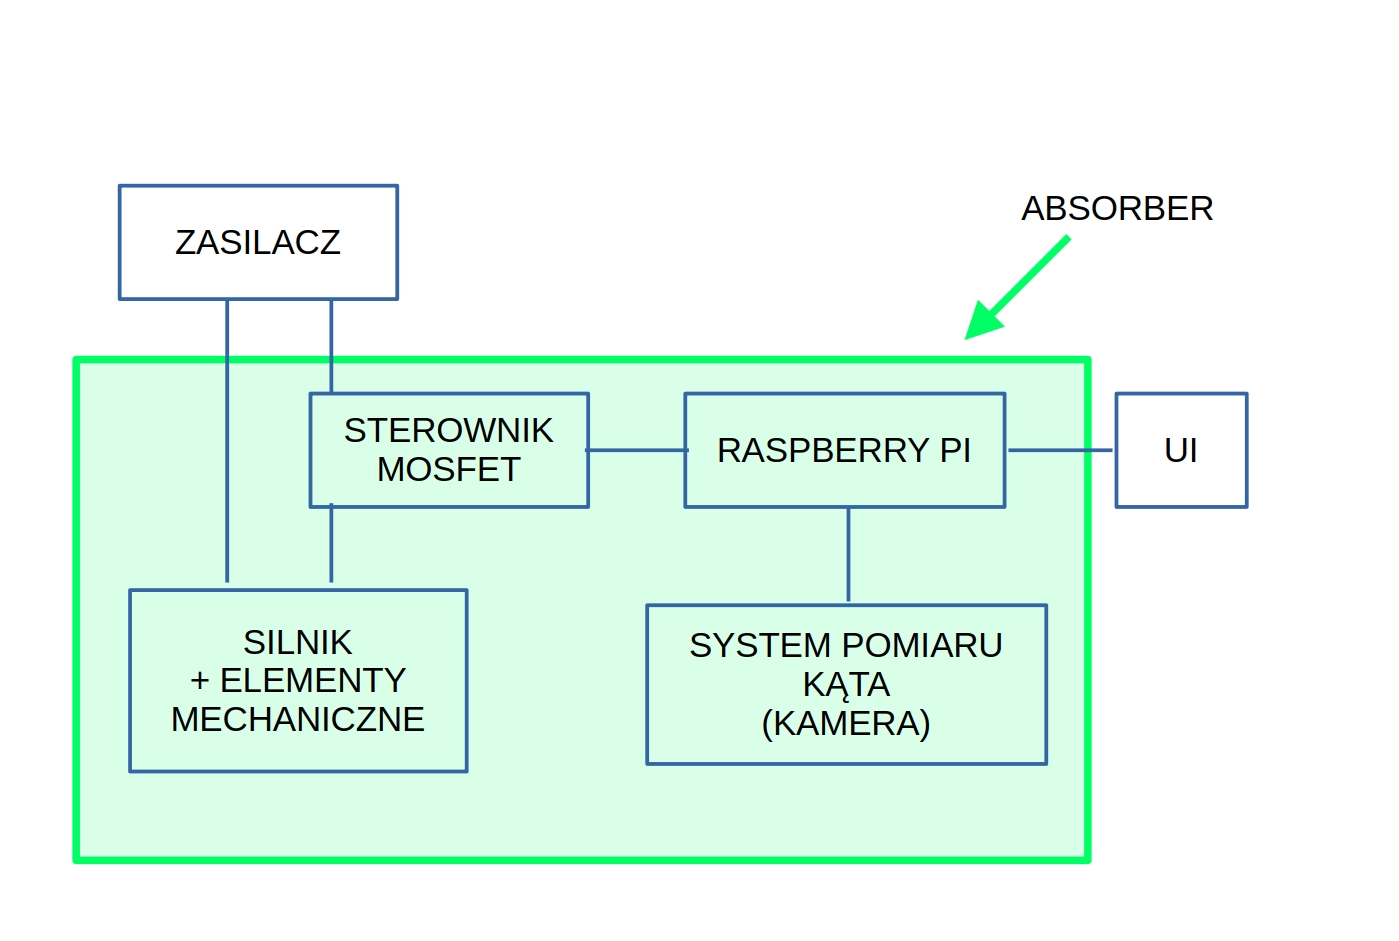 ZASILACZ
ABSORBER
STEROWNIK
MOSFET
RASPBERRY PI
UI
SILNIK
+ ELEMENTY
MECHANICZNE
SYSTEM POMIARU
KĄTA
(KAMERA)